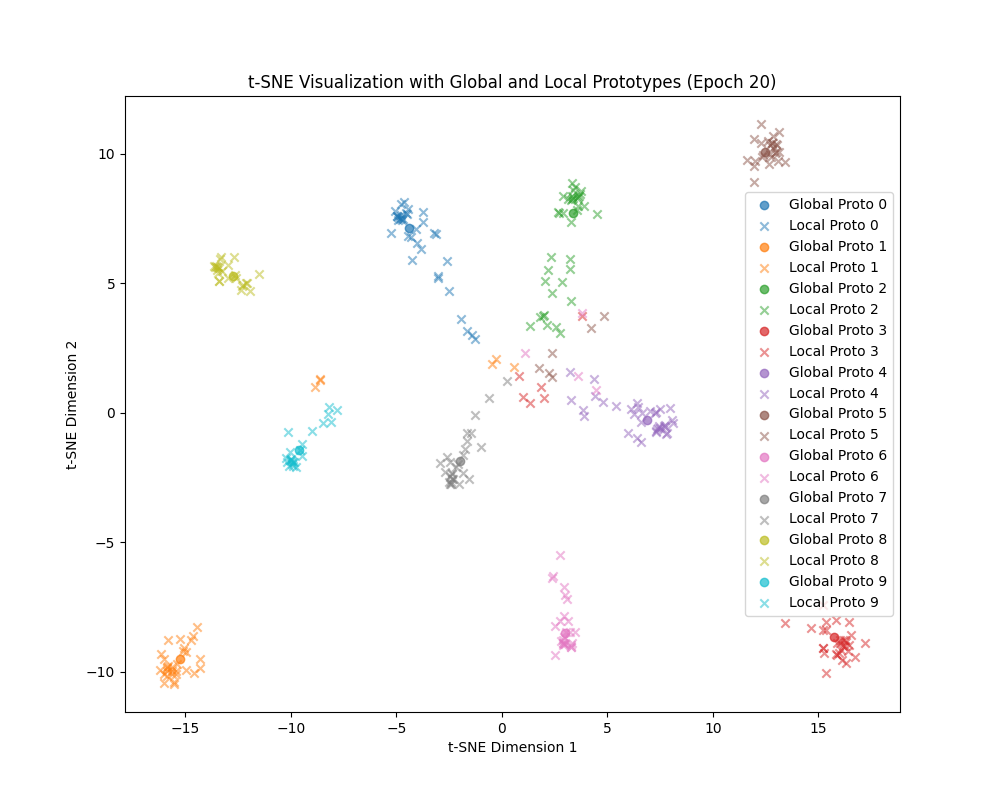 t-SNE Visualization with Global and Local Prototypes (Epoch 20)
t-SNE Dimension 2
10
5
0
−5
−10
Global Proto 0
Local Proto 0
Global Proto 1
Local Proto 1
Global Proto 2
Local Proto 2
Global Proto 3
Local Proto 3
Global Proto 4
Local Proto 4
Global Proto 5
Local Proto 5
Global Proto 6
Local Proto 6
Global Proto 7
Local Proto 7
Global Proto 8
Local Proto 8
Global Proto 9
Local Proto 9
−15 −10 −5 0 5 10 15
t-SNE Dimension 1